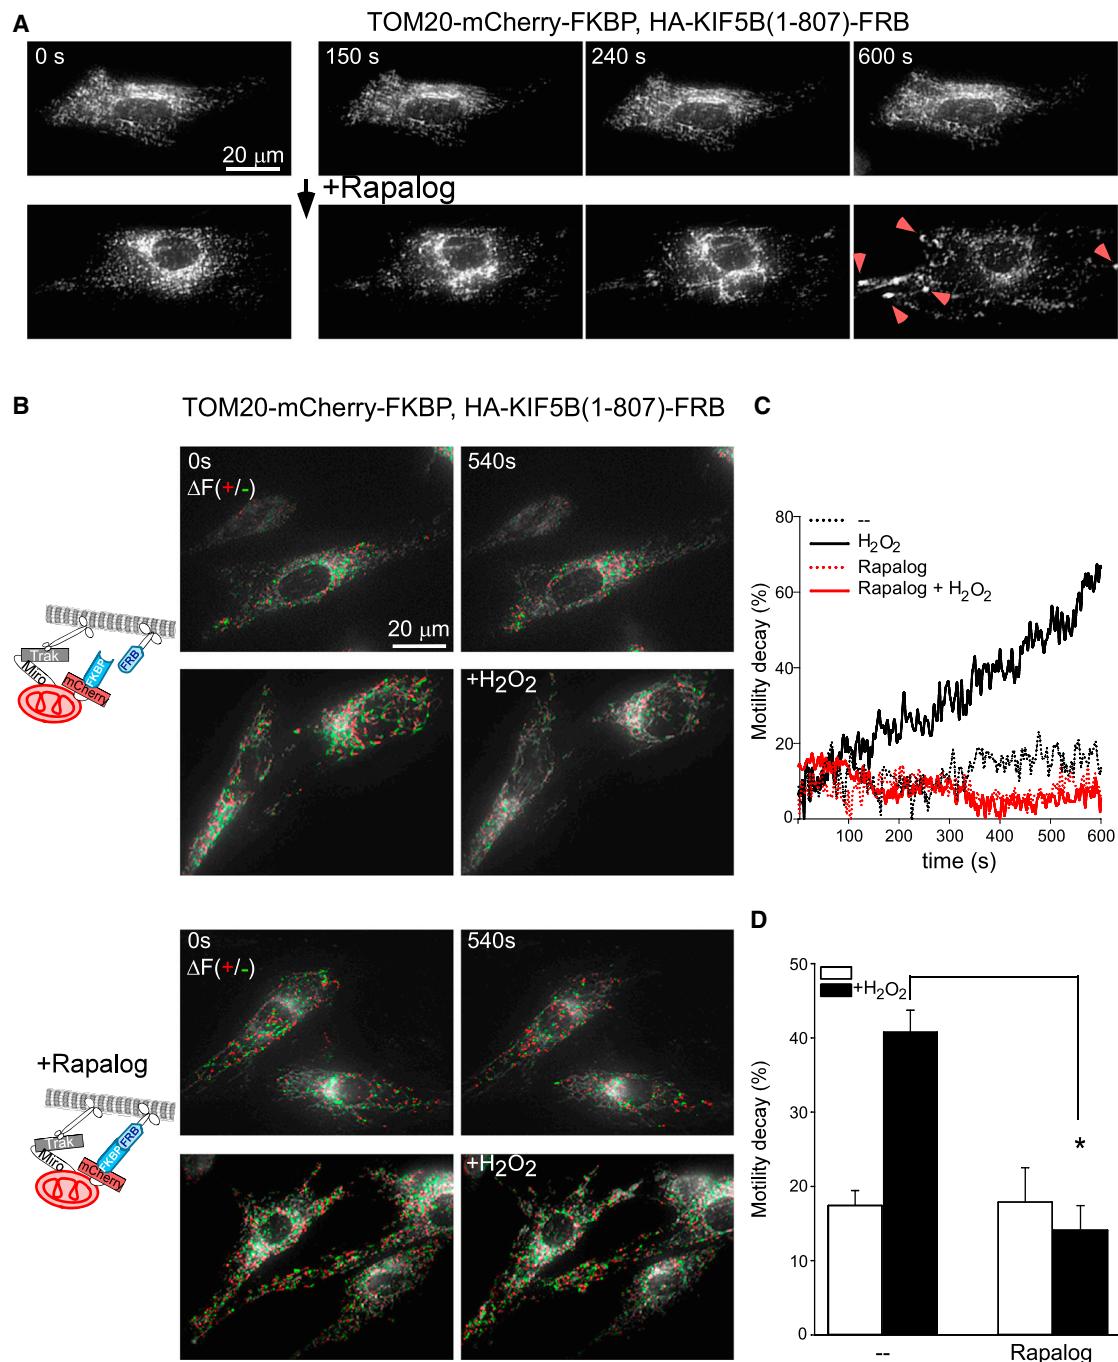 A
TOM20-mCherry-FKBP, HA-KIF5B(1-807)-FRB
0 s
150 s
240 s
600 s
20 μm
+Rapalog
B
TOM20-mCherry-FKBP, HA-KIF5B(1-807)-FRB
0s
ΔF(+/-)
540s
20 μm
+H2O2
Trak
Miro
mCherry
FKBP
FRB
0s
ΔF(+/-)
540s
+H2O2
+Rapalog
Trak
Miro
mCherry
FKBP
FRB
C
--
H2O2
Rapalog
Rapalog + H2O2
Motility decay (%)
80
60
40
20
0
100
200
300
400
500
600
time (s)
D
+H2O2
Motility decay (%)
50
40
30
20
10
0
*
--
Rapalog